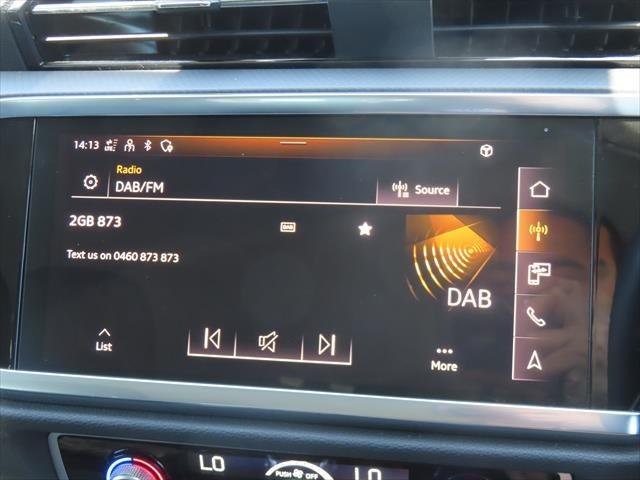 14:13 LTE
Radio
DAB/FM
Source
2GB 873
DAB
Text us on 0460 873 873
DAB
List
More
LO
PUSH OFF
LO